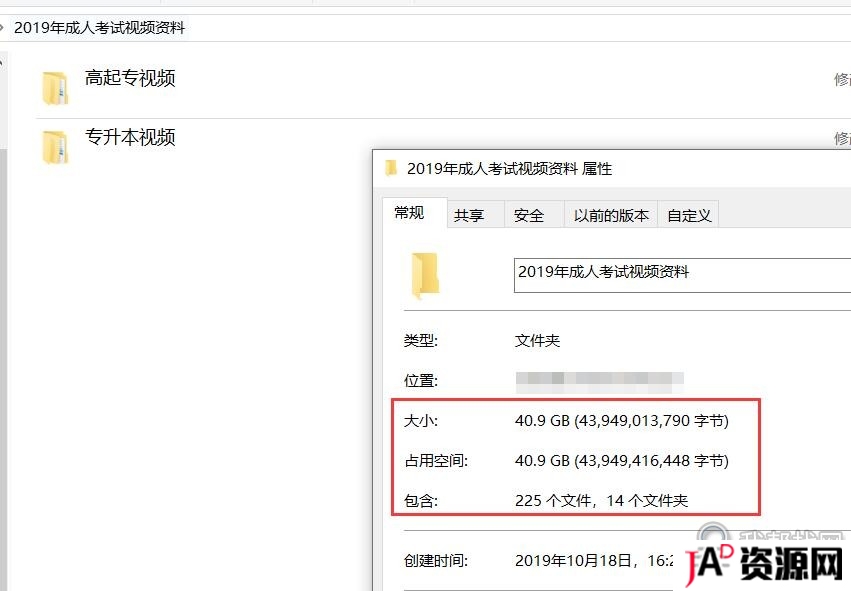 2019年成人考试视频资料
高起专视频
修
专升本视频
修
2019年成人考试视频资料 属性
常规 共享 安全 以前的版本 自定义
2019年成人考试视频资料
类型: 文件夹
位置:
大小: 40.9 GB (43,949,013,790 字节)
占用空间: 40.9 GB (43,949,416,448 字节)
包含: 225 个文件，14 个文件夹
创建时间: 2019年10月18日，16:2
JAD资源网